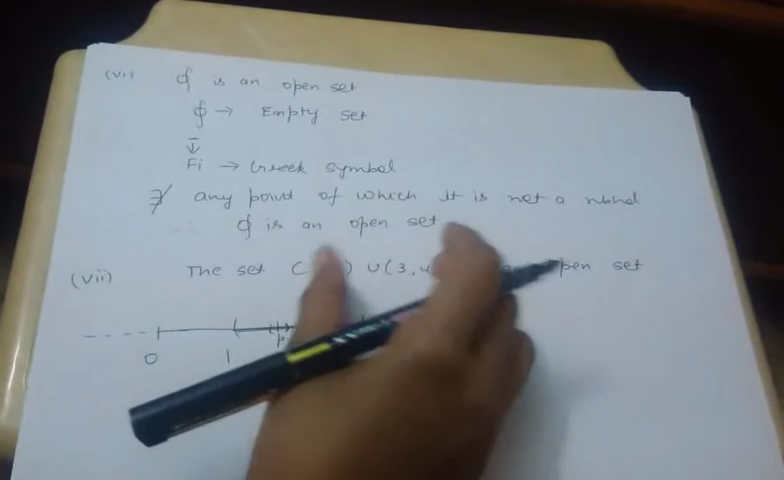 (vi) ϕ is an open set
ϕ → Empty set
↓
Fi → Greek symbol
∄ any point of which it is not a nbhd
∴ ϕ is an open set
(vii) The set ( ) ∪ (3, open set
0 1 p